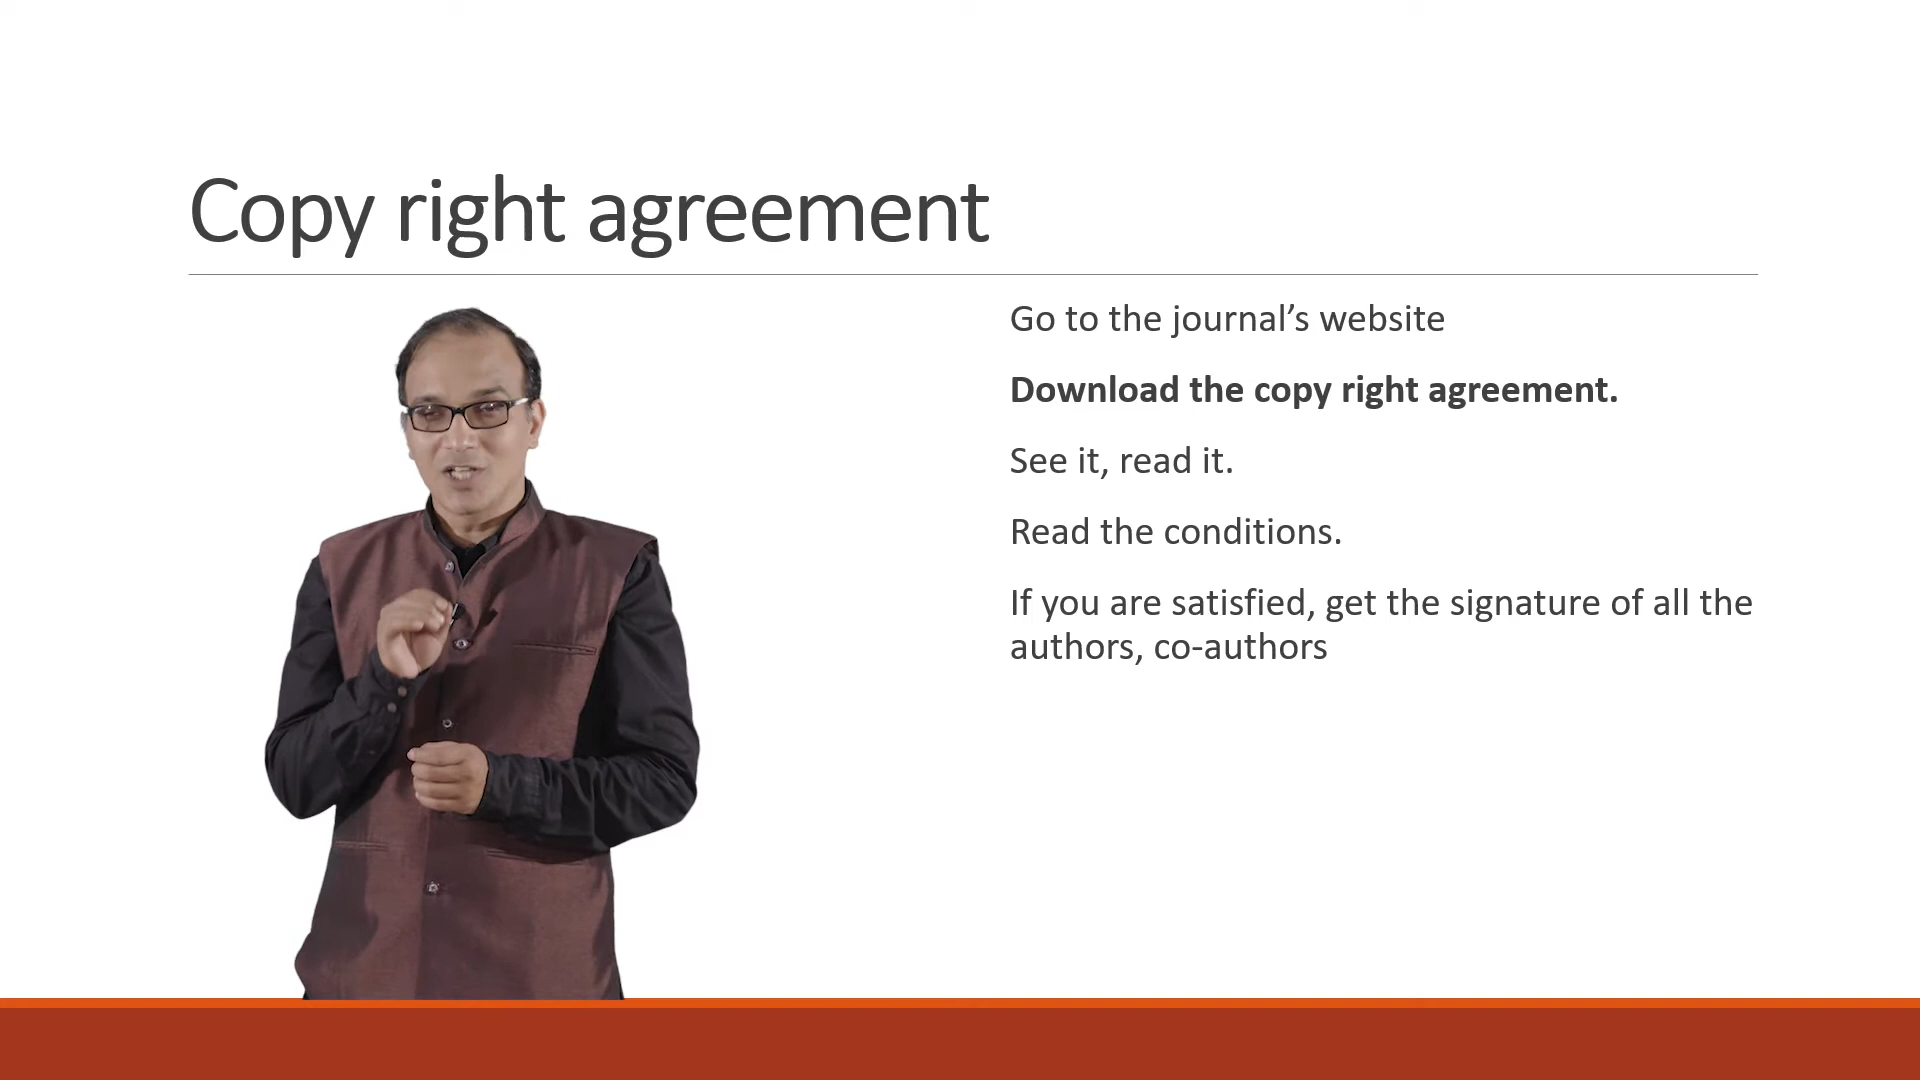 Copy right agreement
Go to the journal’s website
Download the copy right agreement.
See it, read it.
Read the conditions.
If you are satisfied, get the signature of all the
authors, co-authors